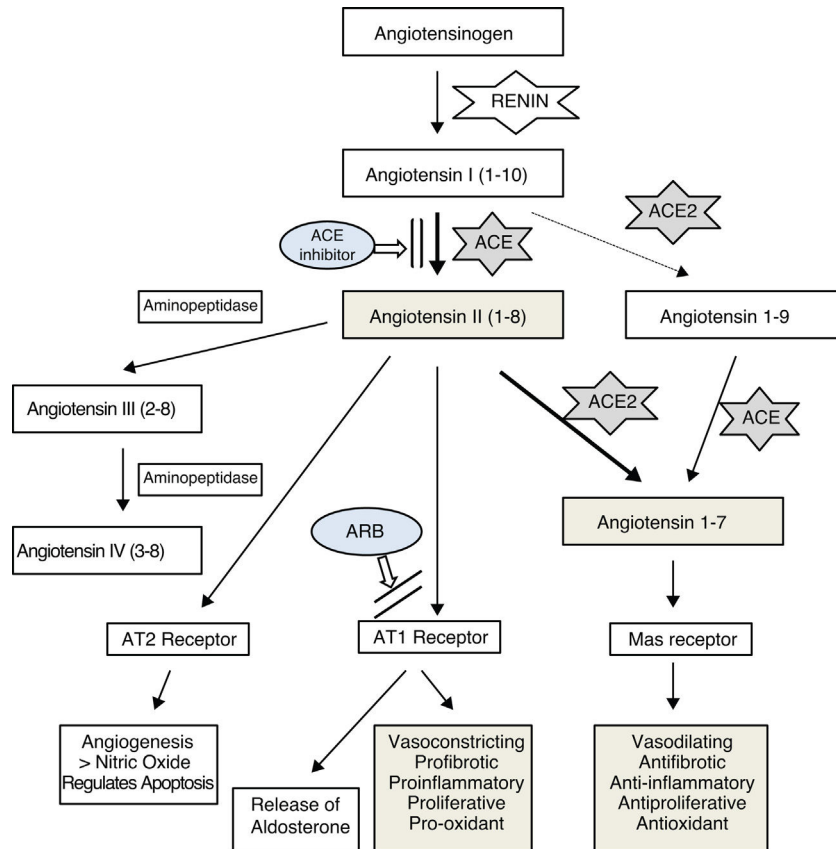 Angiotensinogen
RENIN
Angiotensin I (1-10)
ACE2
ACE
inhibitor
ACE
Aminopeptidase
Angiotensin II (1-8)
Angiotensin 1-9
Angiotensin III (2-8)
ACE2
ACE
Aminopeptidase
Angiotensin 1-7
ARB
Angiotensin IV (3-8)
AT2 Receptor
AT1 Receptor
Mas receptor
Angiogenesis
> Nitric Oxide
Regulates Apoptosis
Release of
Aldosterone
Vasoconstricting
Profibrotic
Proinflammatory
Proliferative
Pro-oxidant
Vasodilating
Antifibrotic
Anti-inflammatory
Antiproliferative
Antioxidant